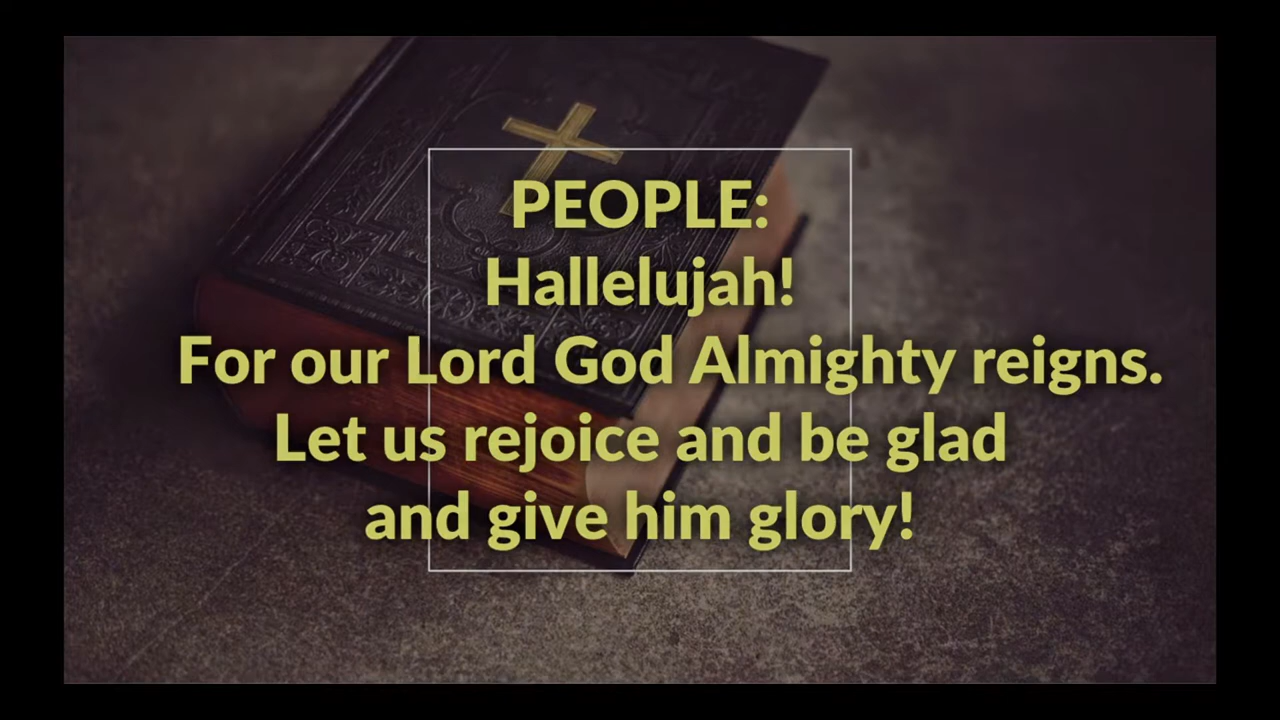 PEOPLE:
Hallelujah!
For our Lord God Almighty reigns.
Let us rejoice and be glad
and give him glory!